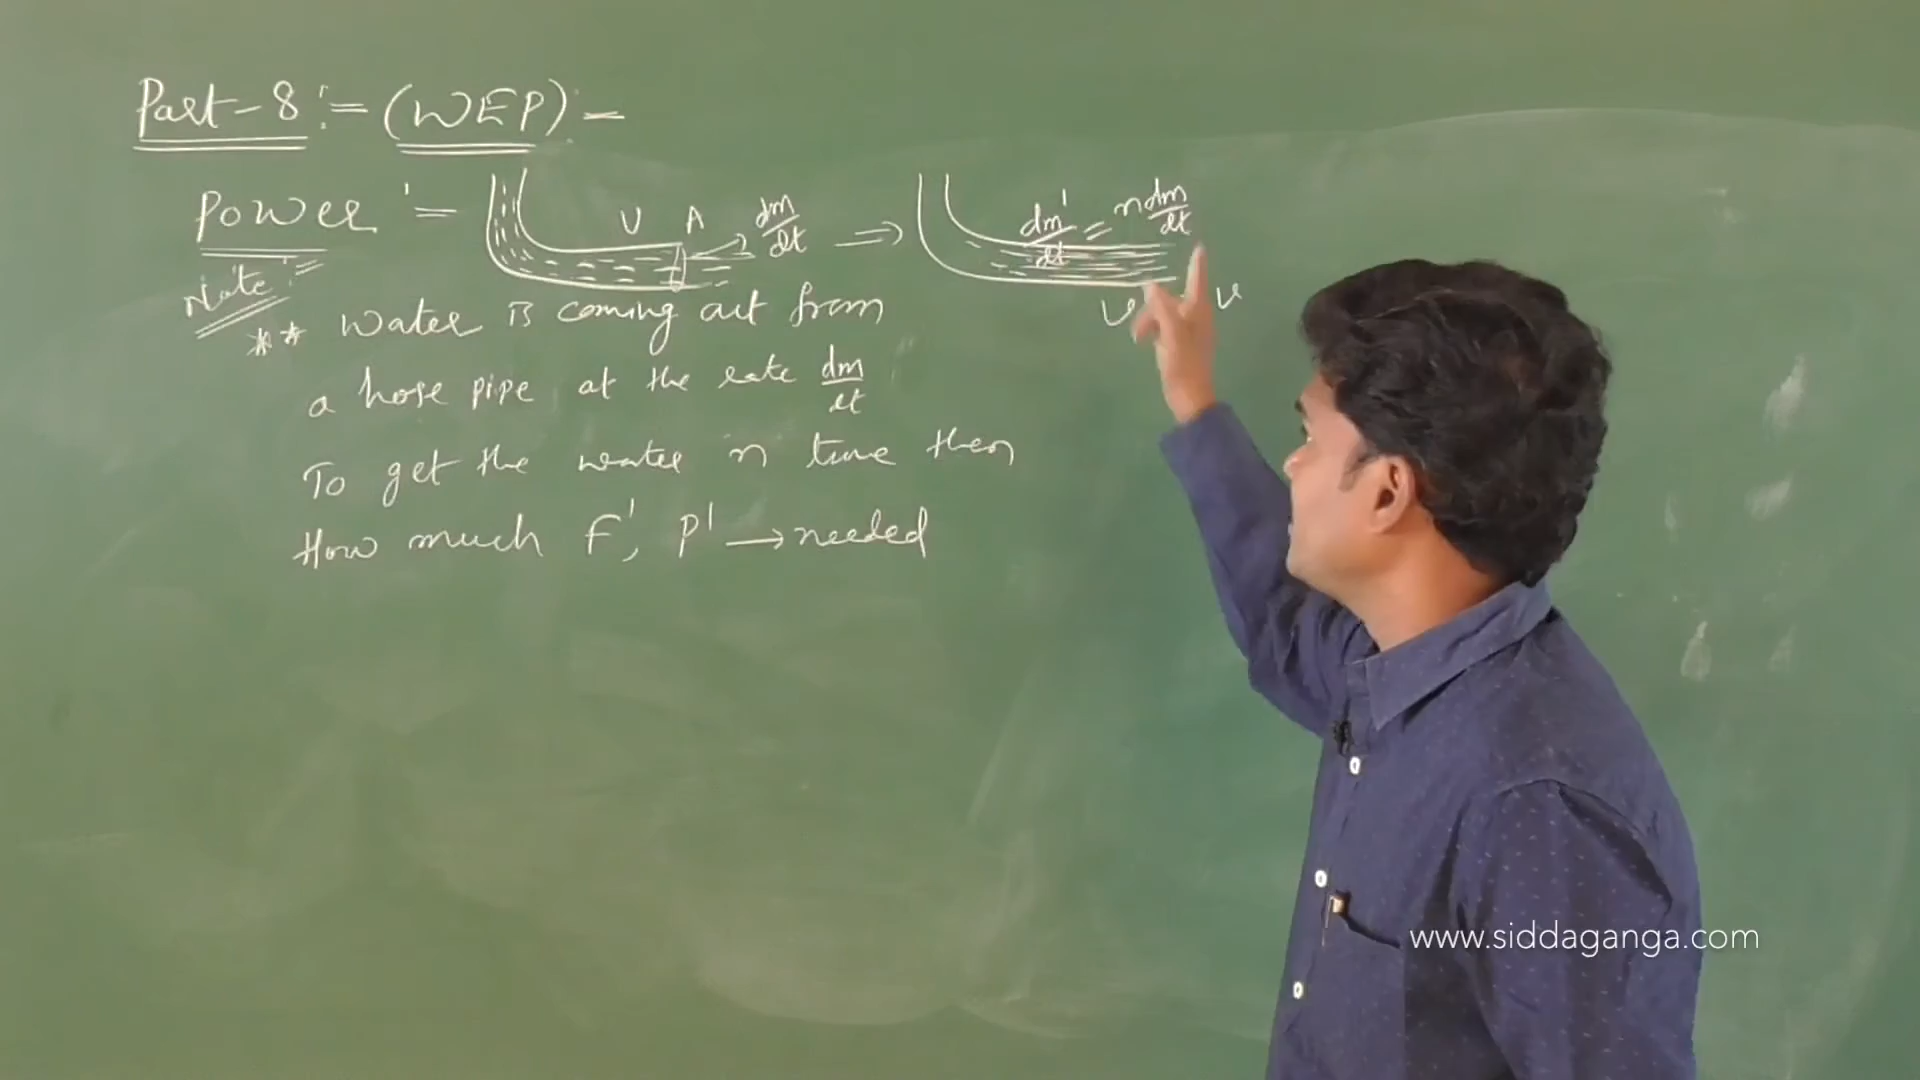 Part-8 := (WEP) :-
Power :=
V A dm/dt ⇒ dm'/dt = n dm/dt
V V
Note :=
** Water is coming out from
a hose pipe at the rate dm/dt
To get the water n time then
How much F', P' → needed
www.siddaganga.com